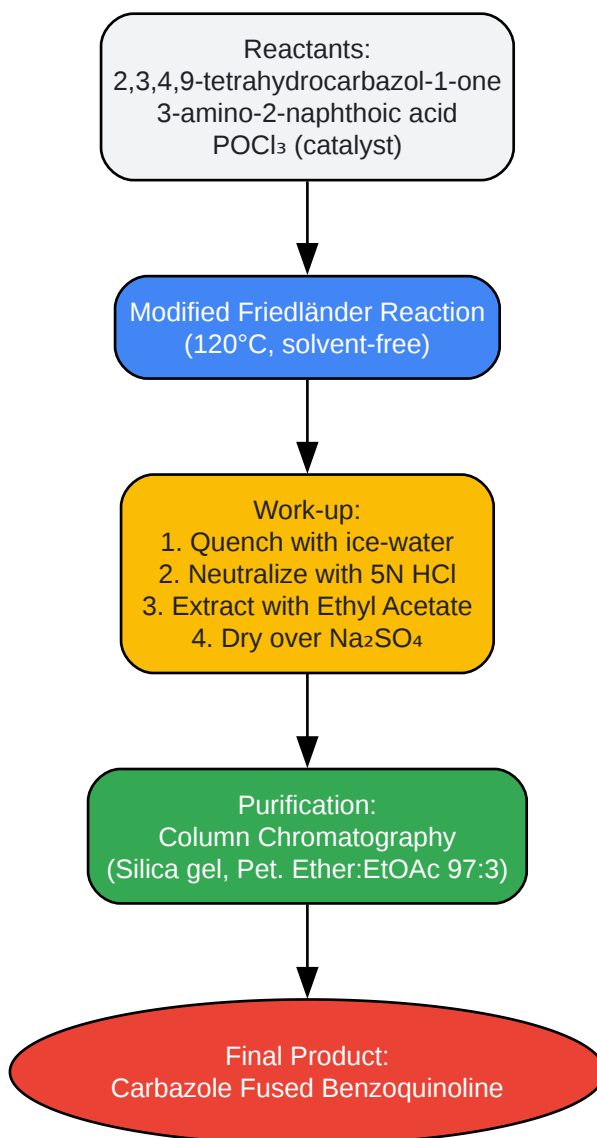 Reactants:
2,3,4,9-tetrahydrocarbazol-1-one
3-amino-2-naphthoic acid
POCl₃ (catalyst)
Modified Friedländer Reaction
(120°C, solvent-free)
Work-up:
1. Quench with ice-water
2. Neutralize with 5N HCl
3. Extract with Ethyl Acetate
4. Dry over Na₂SO₄
Purification:
Column Chromatography
(Silica gel, Pet. Ether:EtOAc 97:3)
Final Product:
Carbazole Fused Benzoquinoline